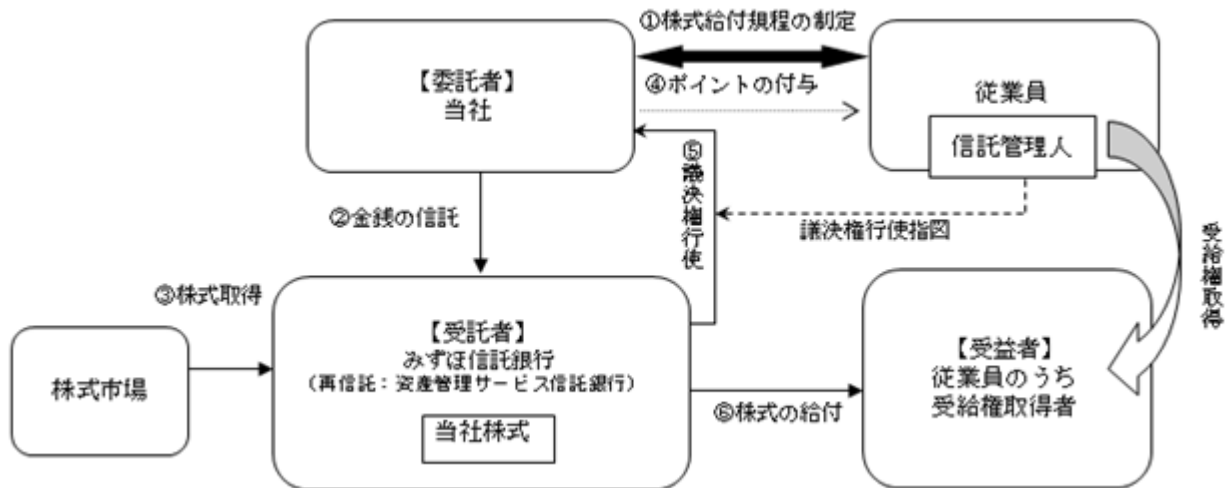 ①株式給付規程の制定
【委託者】
当社
④ポイントの付与
従業員
信託管理人
⑤議決権行使
②金銭の信託
議決権行使指図
受給権取得
③株式取得
【受託者】
みずほ信託銀行
(再信託：資産管理サービス信託銀行)
当社株式
株式市場
⑥株式の給付
【受益者】
従業員のうち
受給権取得者